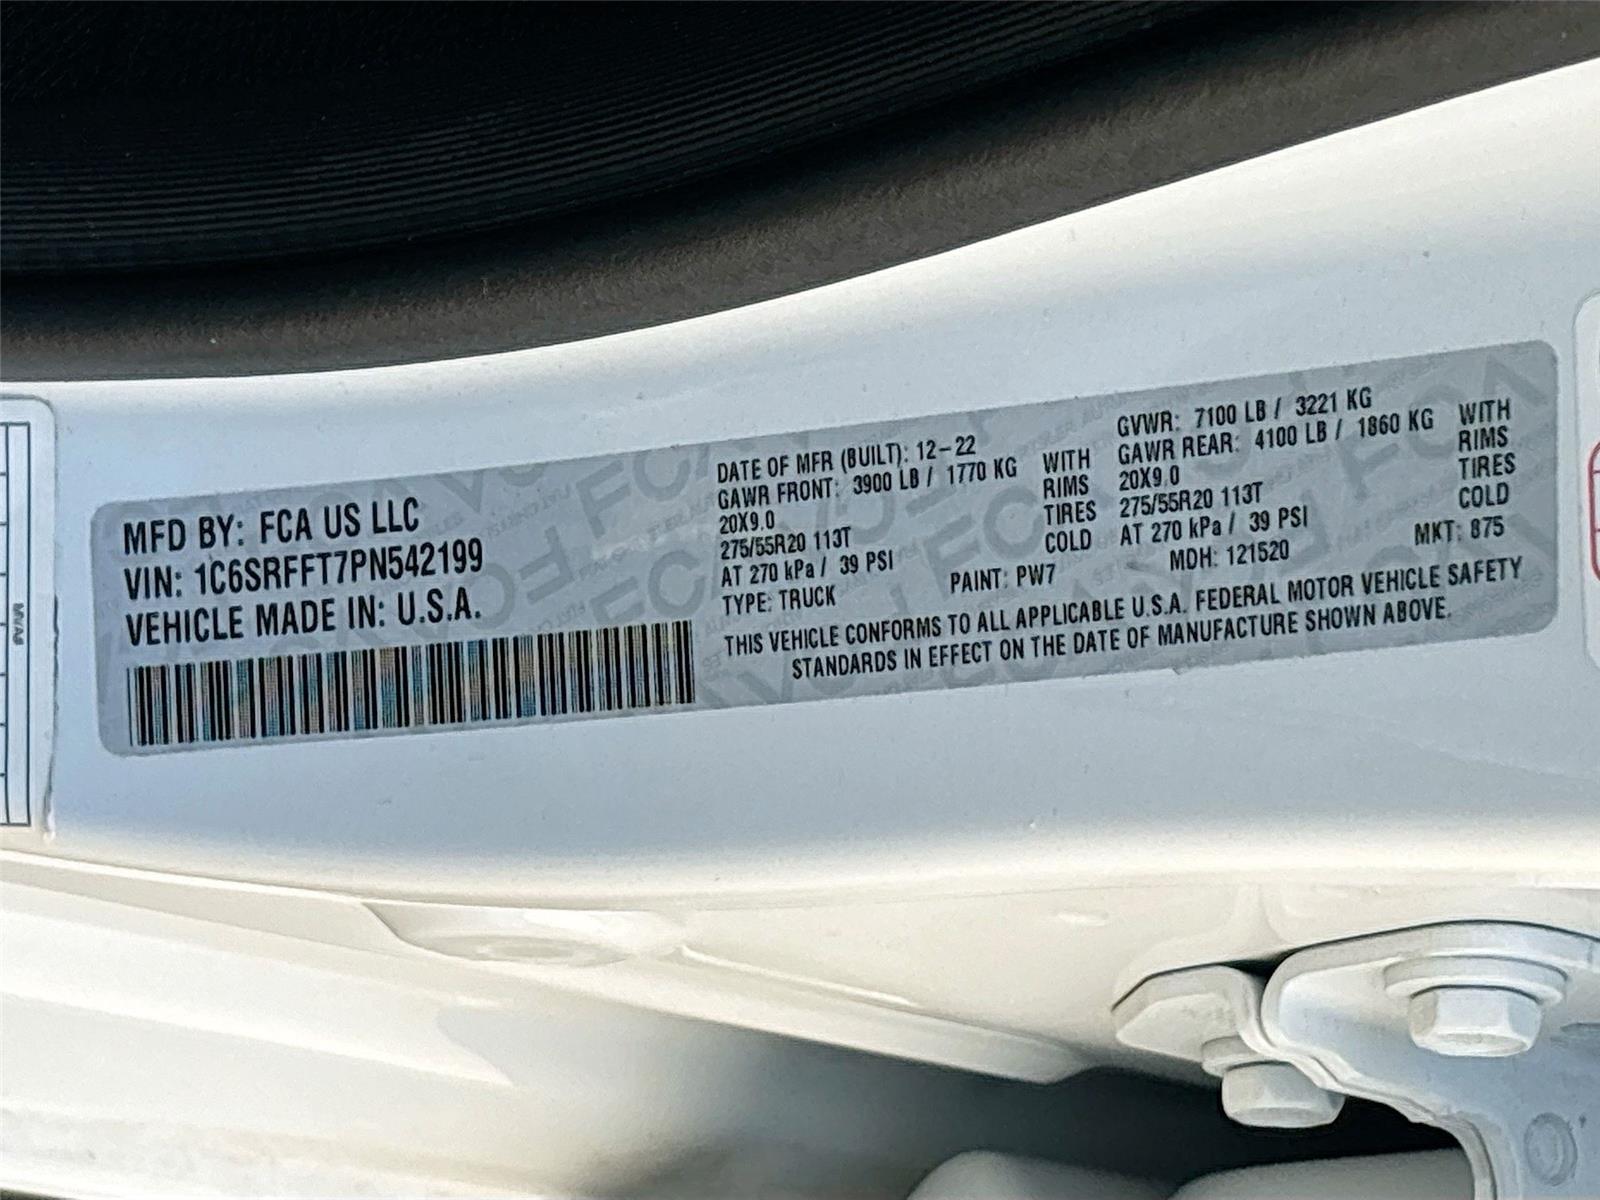 MFD BY: FCA US LLC
VIN: 1C6SRFFT7PN542199
VEHICLE MADE IN: U.S.A.
DATE OF MFR (BUILT): 12-22
GAWR FRONT: 3900 LB / 1770 KG WITH
20X9.0 RIMS
275/55R20 113T TIRES
AT 270 kPa / 39 PSI COLD
TYPE: TRUCK PAINT: PW7
GVWR: 7100 LB / 3221 KG
GAWR REAR: 4100 LB / 1860 KG WITH
20X9.0 RIMS
275/55R20 113T TIRES
AT 270 kPa / 39 PSI COLD
MOH: 121520 MKT: 875
THIS VEHICLE CONFORMS TO ALL APPLICABLE U.S.A. FEDERAL MOTOR VEHICLE SAFETY
STANDARDS IN EFFECT ON THE DATE OF MANUFACTURE SHOWN ABOVE.